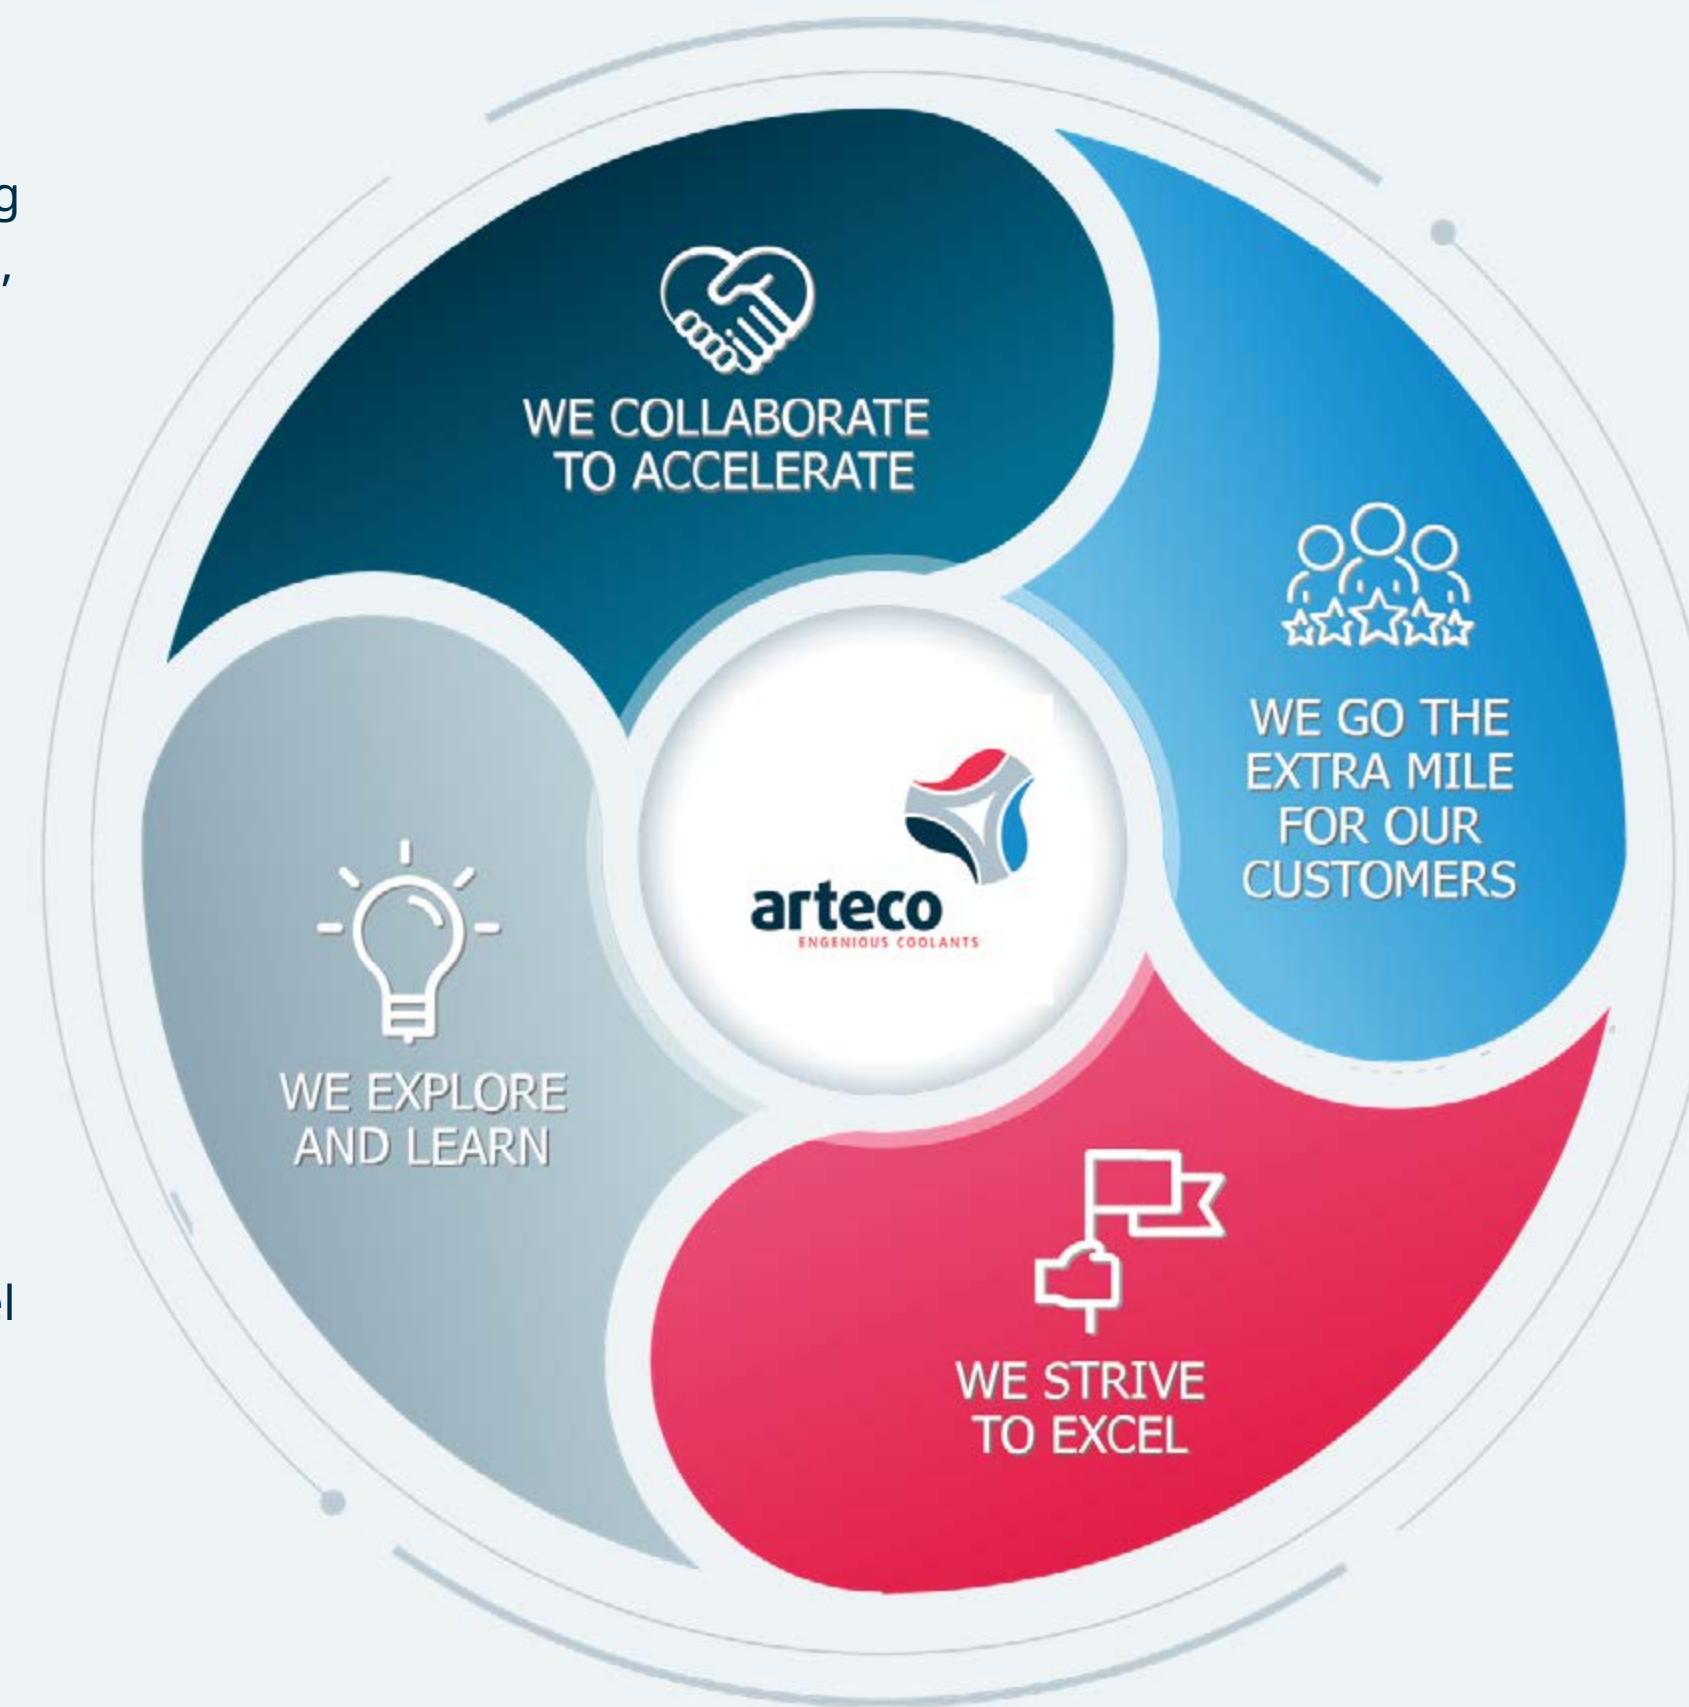 g
,
WE COLLABORATE
TO ACCELERATE
WE GO THE
EXTRA MILE
FOR OUR
CUSTOMERS
arteco
ENGENIOUS COOLANTS
WE EXPLORE
AND LEARN
el
WE STRIVE
TO EXCEL